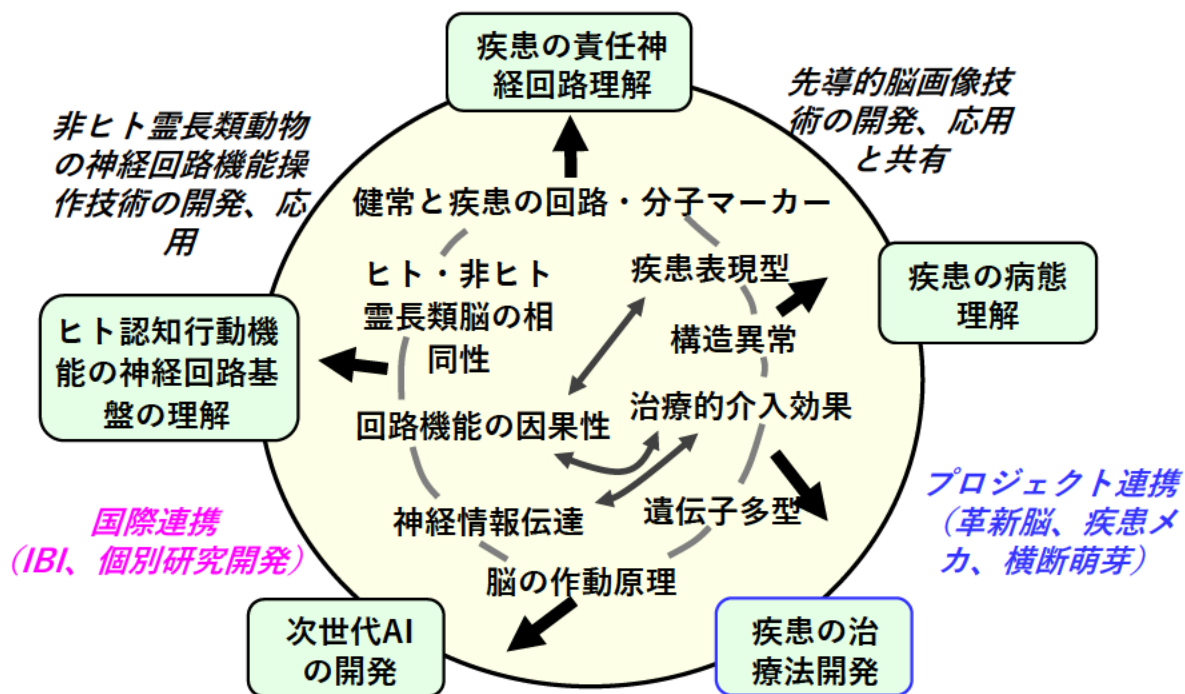 疾患の責任神
経回路理解
先導的脳画像技
術の開発、応用
と共有
非ヒト霊長類動物
の神経回路機能操
作技術の開発、応
用
健常と疾患の回路・分子マーカー
ヒト・非ヒト
霊長類脳の相
同性
疾患表現型
構造異常
疾患の病態
理解
ヒト認知行動機
能の神経回路基
盤の理解
回路機能の因果性
治療的介入効果
神経情報伝達
遺伝子多型
脳の作動原理
国際連携
（IBI、個別研究開発）
プロジェクト連携
（革新脳、疾患メ
カ、横断萌芽）
次世代AI
の開発
疾患の治
療法開発